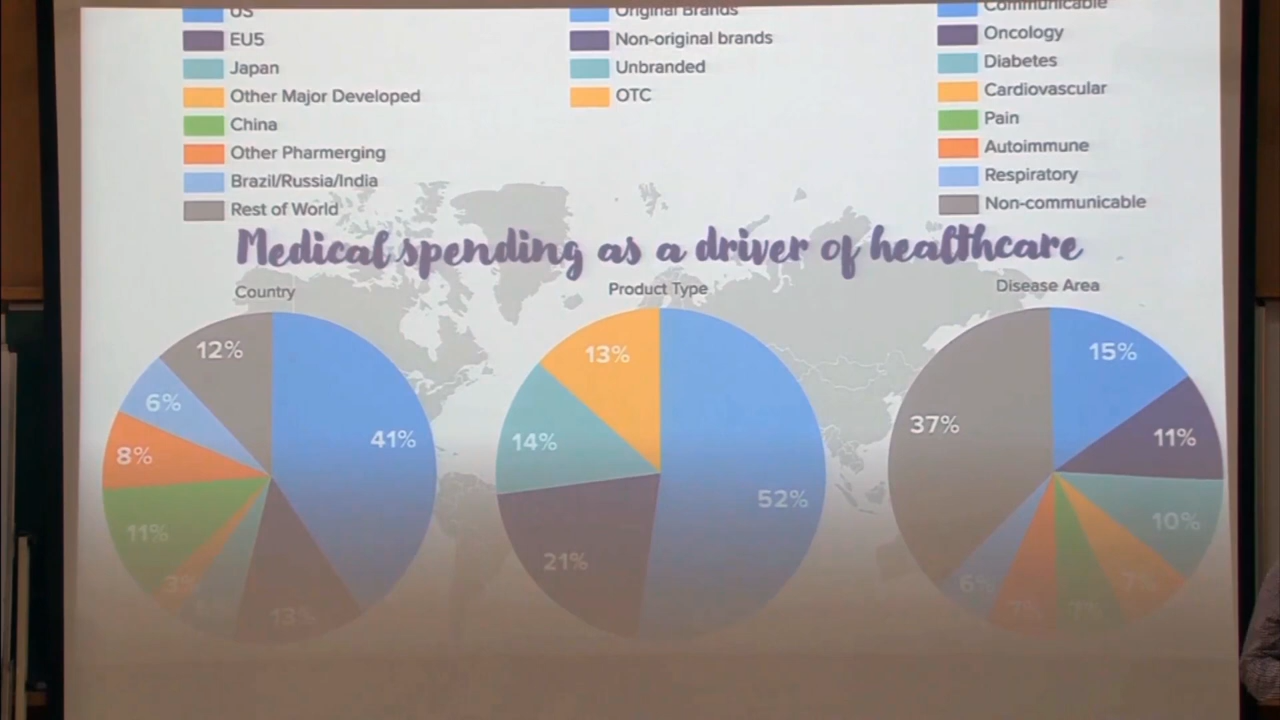 US
EU5
Japan
Other Major Developed
China
Other Pharmerging
Brazil/Russia/India
Rest of World
Original Brands
Non-original brands
Unbranded
OTC
Communicable
Oncology
Diabetes
Cardiovascular
Pain
Autoimmune
Respiratory
Non-communicable
Medical spending as a driver of healthcare
Country
12%
41%
6%
8%
11%
3%
13%
Product Type
13%
14%
52%
21%
Disease Area
15%
37%
11%
10%
7%
7%
7%
6%